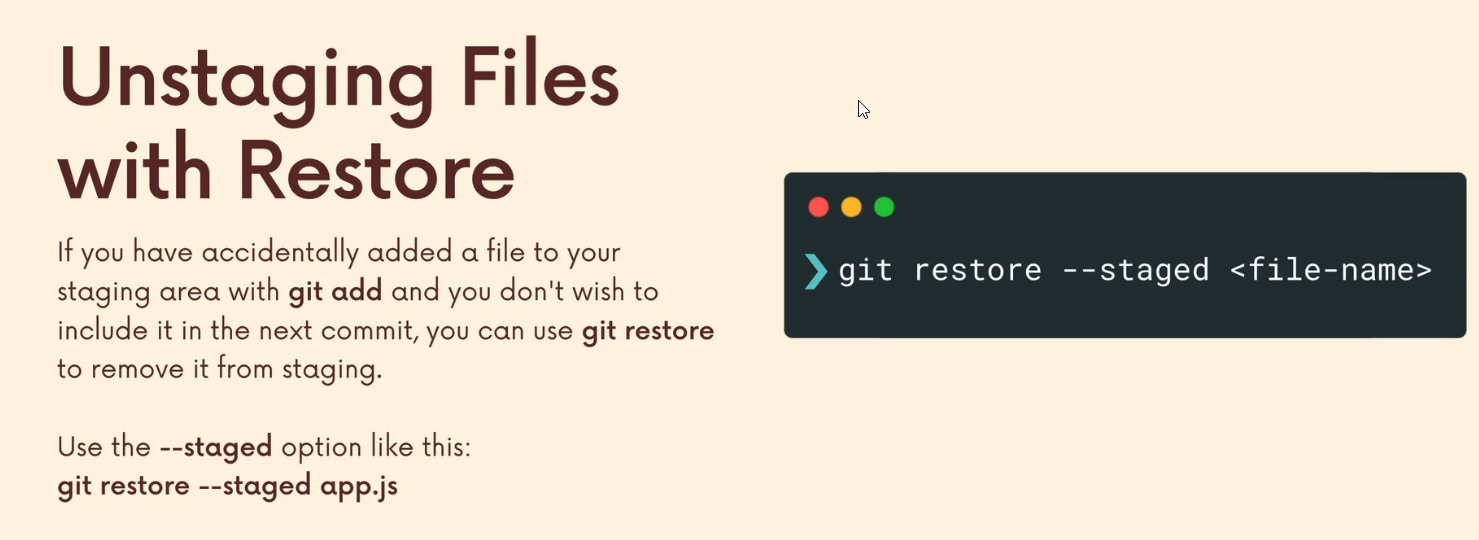 Unstaging Files
with Restore
If you have accidentally added a file to your
staging area with git add and you don't wish to
include it in the next commit, you can use git restore
to remove it from staging.
Use the --staged option like this:
git restore --staged app.js
❯ git restore --staged <file-name>